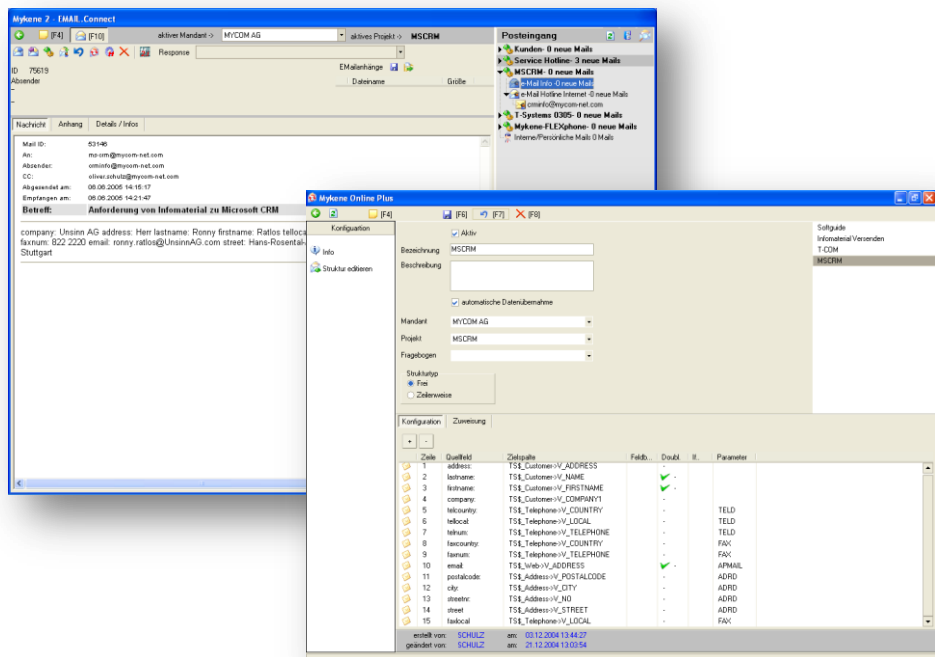 Mykene 2 - EMAIL.Connect
[F4] [F10] aktiver Mandant-> MYCOM AG aktives Projekt-> MSCRM
Response
ID 75619
Absender
-
-
EMailanhänge
Dateiname Größe
Nachricht Anhang Details / Infos
Mail ID: 53146
An: ms-crm@mycom-net.com
Absender: crminfo@mycom-net.com
CC: oliver.schulz@mycom-net.com
Abgesendet am: 06.06.2005 14:16:17
Empfangen am: 06.06.2005 14:21:47
Betreff: Anforderung von Infomaterial zu Microsoft CRM
company: Unsinn AG address: Herr lastname: Ronny firstname: Ratlos telloca
faxnum: 822 2220 email: ronny.ratlos@UnsinnAG.com street: Hans-Rosental-
Stuttgart
Posteingang
Kunden- 0 neue Mails
Service Hotline- 3 neue Mails
MSCRM- 0 neue Mails
e-Mail Info -0 neue Mails
e-Mail Hotline Internet -0 neue Mails
crminfo@mycom-net.com
T-Systems 0305- 0 neue Mails
Mykene-FLEXphone- 0 neue Mails
Interne/Persönliche Mails 0 Mails
Mykene Online Plus
[F4] [F6] [F7] [F8]
Konfiguartion
Info
Struktur editieren
Aktiv
Bezeichnung MSCRM
Beschreibung
automatische Datenübernahme
Mandant MYCOM AG
Projekt MSCRM
Fragebogen
Strukturtyp
Frei
Zeilenweise
Softguide
Infomaterial Versenden
T-COM
MSCRM
Konfiguration Zuweisung
+ -
Zeile Quellfeld Zielspalte Feldb... Doubl. If.. Parameter
1 address: TS$_Customer->V_ADDRESS -
2 lastname: TS$_Customer->V_NAME -
3 firstname: TS$_Customer->V_FIRSTNAME -
4 company: TS$_Customer->V_COMPANY1 -
5 telcountry: TS$_Telephone->V_COUNTRY - TELD
6 tellocal: TS$_Telephone->V_LOCAL - TELD
7 telnum: TS$_Telephone->V_TELEPHONE - TELD
8 faxcountry: TS$_Telephone->V_COUNTRY - FAX
9 faxnum: TS$_Telephone->V_TELEPHONE - FAX
10 email: TS$_Web->V_ADDRESS - APMAIL
11 postalcode: TS$_Address->V_POSTALCODE - ADRD
12 city: TS$_Address->V_CITY - ADRD
13 streetnr: TS$_Address->V_NO - ADRD
14 street TS$_Address->V_STREET - ADRD
15 faxlocal TS$_Telephone->V_LOCAL - FAX
erstellt von: SCHULZ am: 03.12.2004 13:44:27
geändert von: SCHULZ am: 21.12.2004 13:03:54